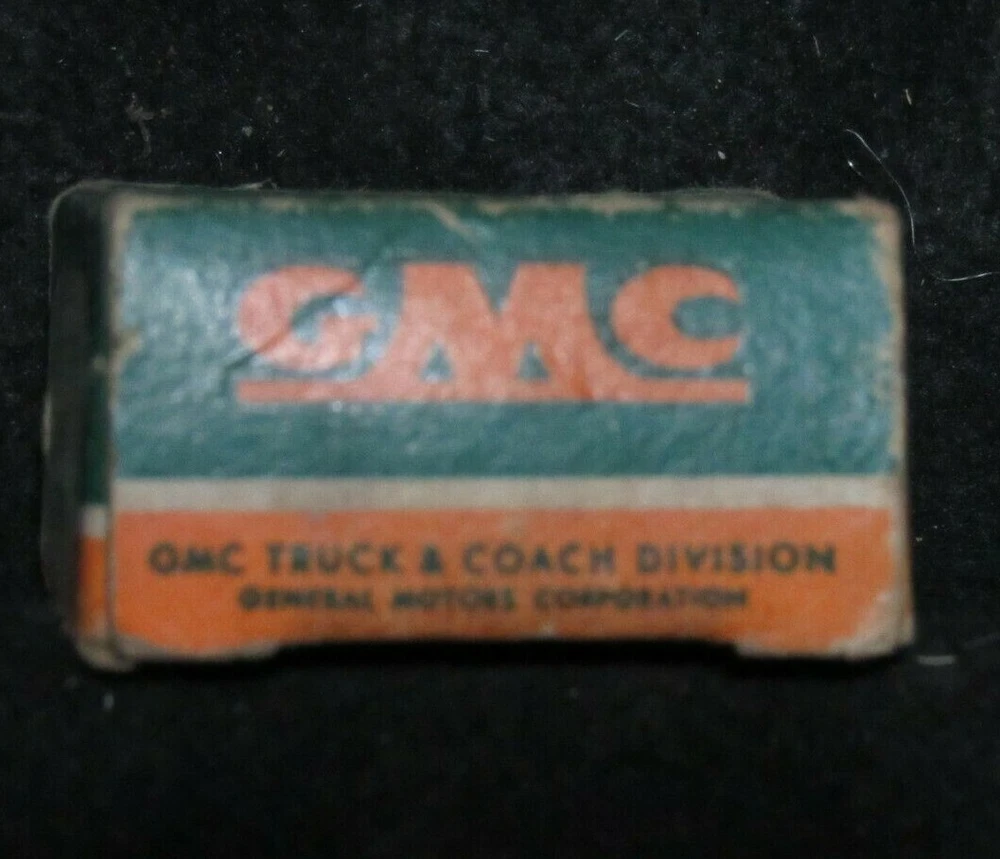 GMC
GMC TRUCK & COACH DIVISION
GENERAL MOTORS CORPORATION